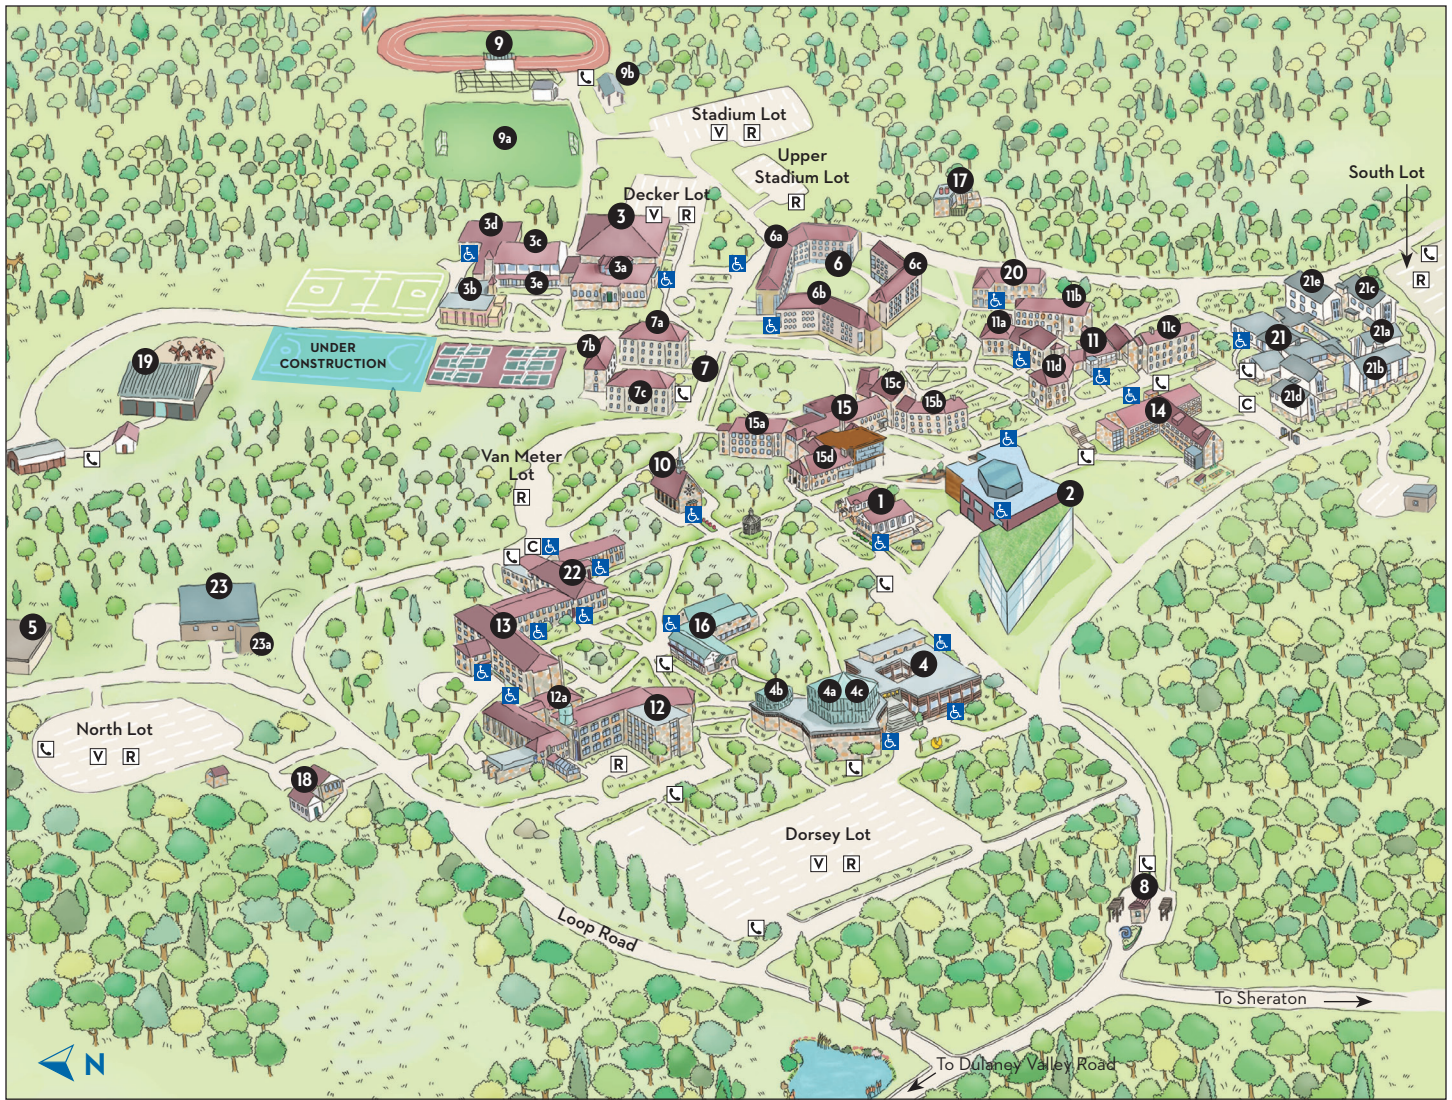 9
9b
9a
Stadium Lot
V R
Upper
Stadium Lot
R
Decker Lot
V R
17
South Lot
R
3d
3c
3
3a
3e
3b
6a
6
6c
6b
20
11b
11a
11
11c
11d
21e
21c
21
21a
21b
21d
C
UNDER
CONSTRUCTION
19
7a
7b
7
7c
15c
15
15b
15a
15d
14
Van Meter
Lot
R
10
1
2
C
22
23
23a
5
13
16
4
4b
4a
4c
12a
12
R
North Lot
V R
18
Dorsey Lot
V R
8
Loop Road
To Sheraton
To Dulaney Valley Road
N